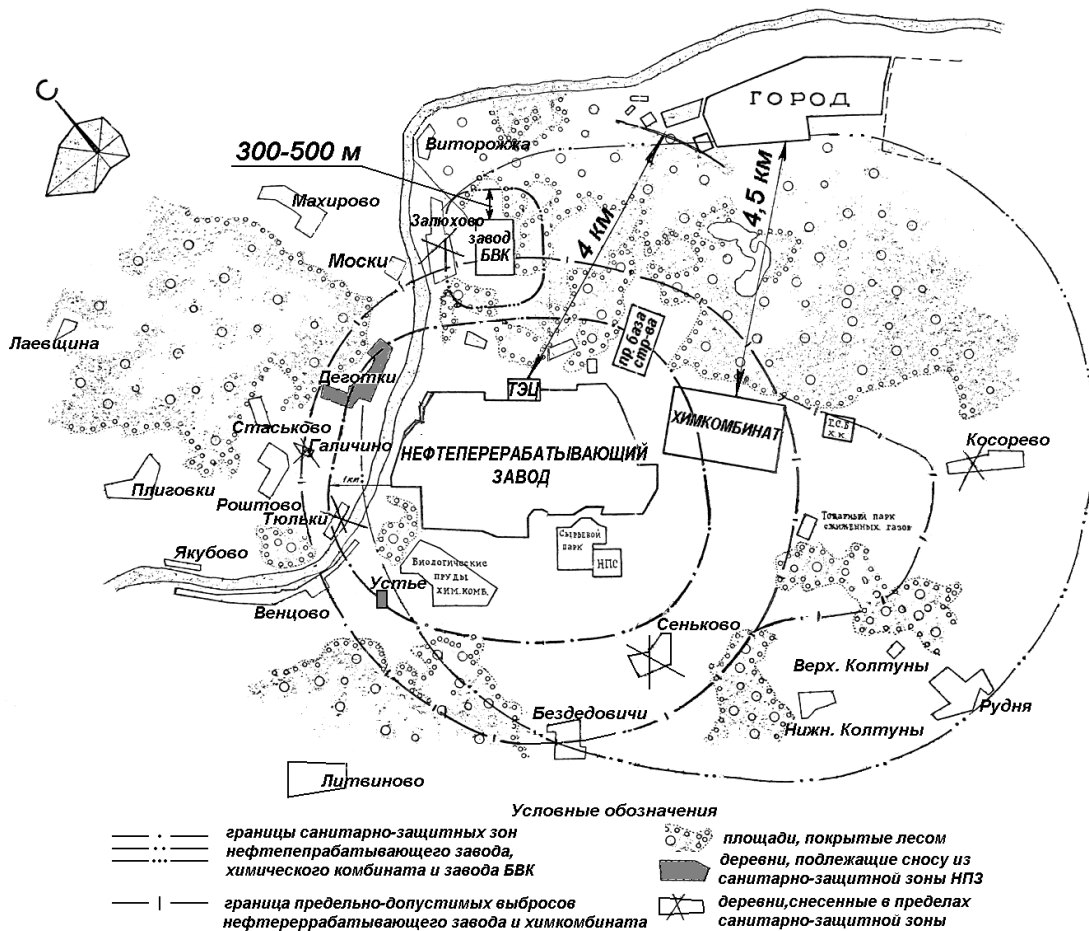 С
ГОРОД
Виторожка
300-500 м
4,5 км
4 км
Махирово
Залюхово
завод
БВК
Моски
пр база
стр-ва
Лаевщина
Деготки
ТЭЦ
ХИМКОМБИНАТ
Т.С.Б
Х.К
Стаськово
Галичино
НЕФТЕПЕРЕРАБАТЫВАЮЩИЙ
ЗАВОД
Косорево
1км
Плиговки
Роштово
Тюльки
Товарный парк
сжиженных газов
Сырьевой
парк
НПС
Якубово
Биологические
пруды
хим.комб.
Устье
Венцово
Сеньково
Верх. Колтуны
Рудня
Бездедовичи
Нижн. Колтуны
Литвиново
Условные обозначения
границы санитарно-защитных зон
нефтепепрабатывающего завода,
химического комбината и завода БВК
граница предельно-допустимых выбросов
нефтереррабатывающего завода и химкомбината
площади, покрытые лесом
деревни, подлежащие сносу из
санитарно-защитной зоны НПЗ
деревни,снесенные в пределах
санитарно-защитной зоны